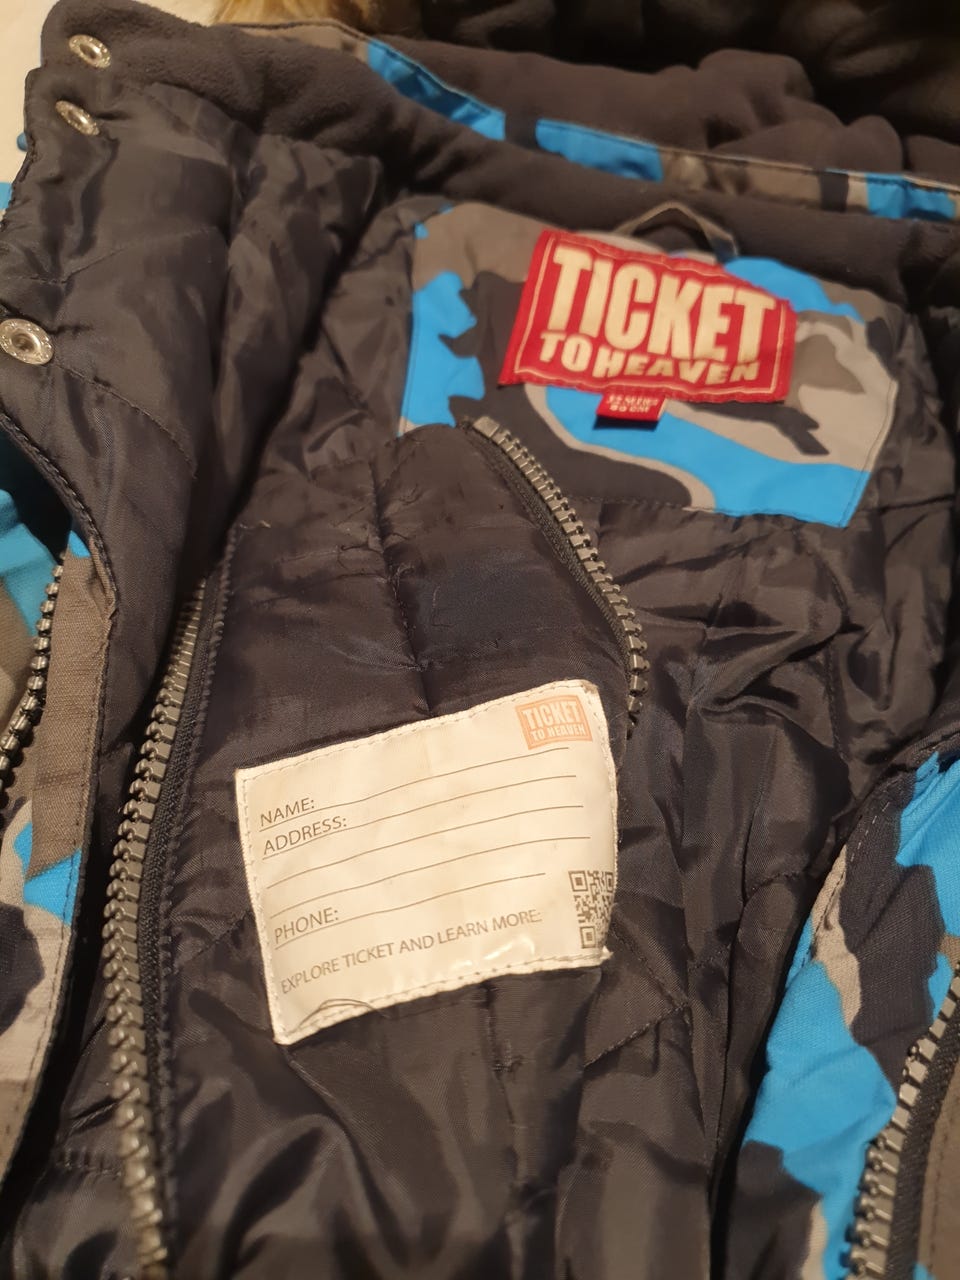 TICKET
TO HEAVEN
TICKET
TO HEAVEN
NAME:
ADDRESS:
PHONE:
EXPLORE TICKET AND LEARN MORE: